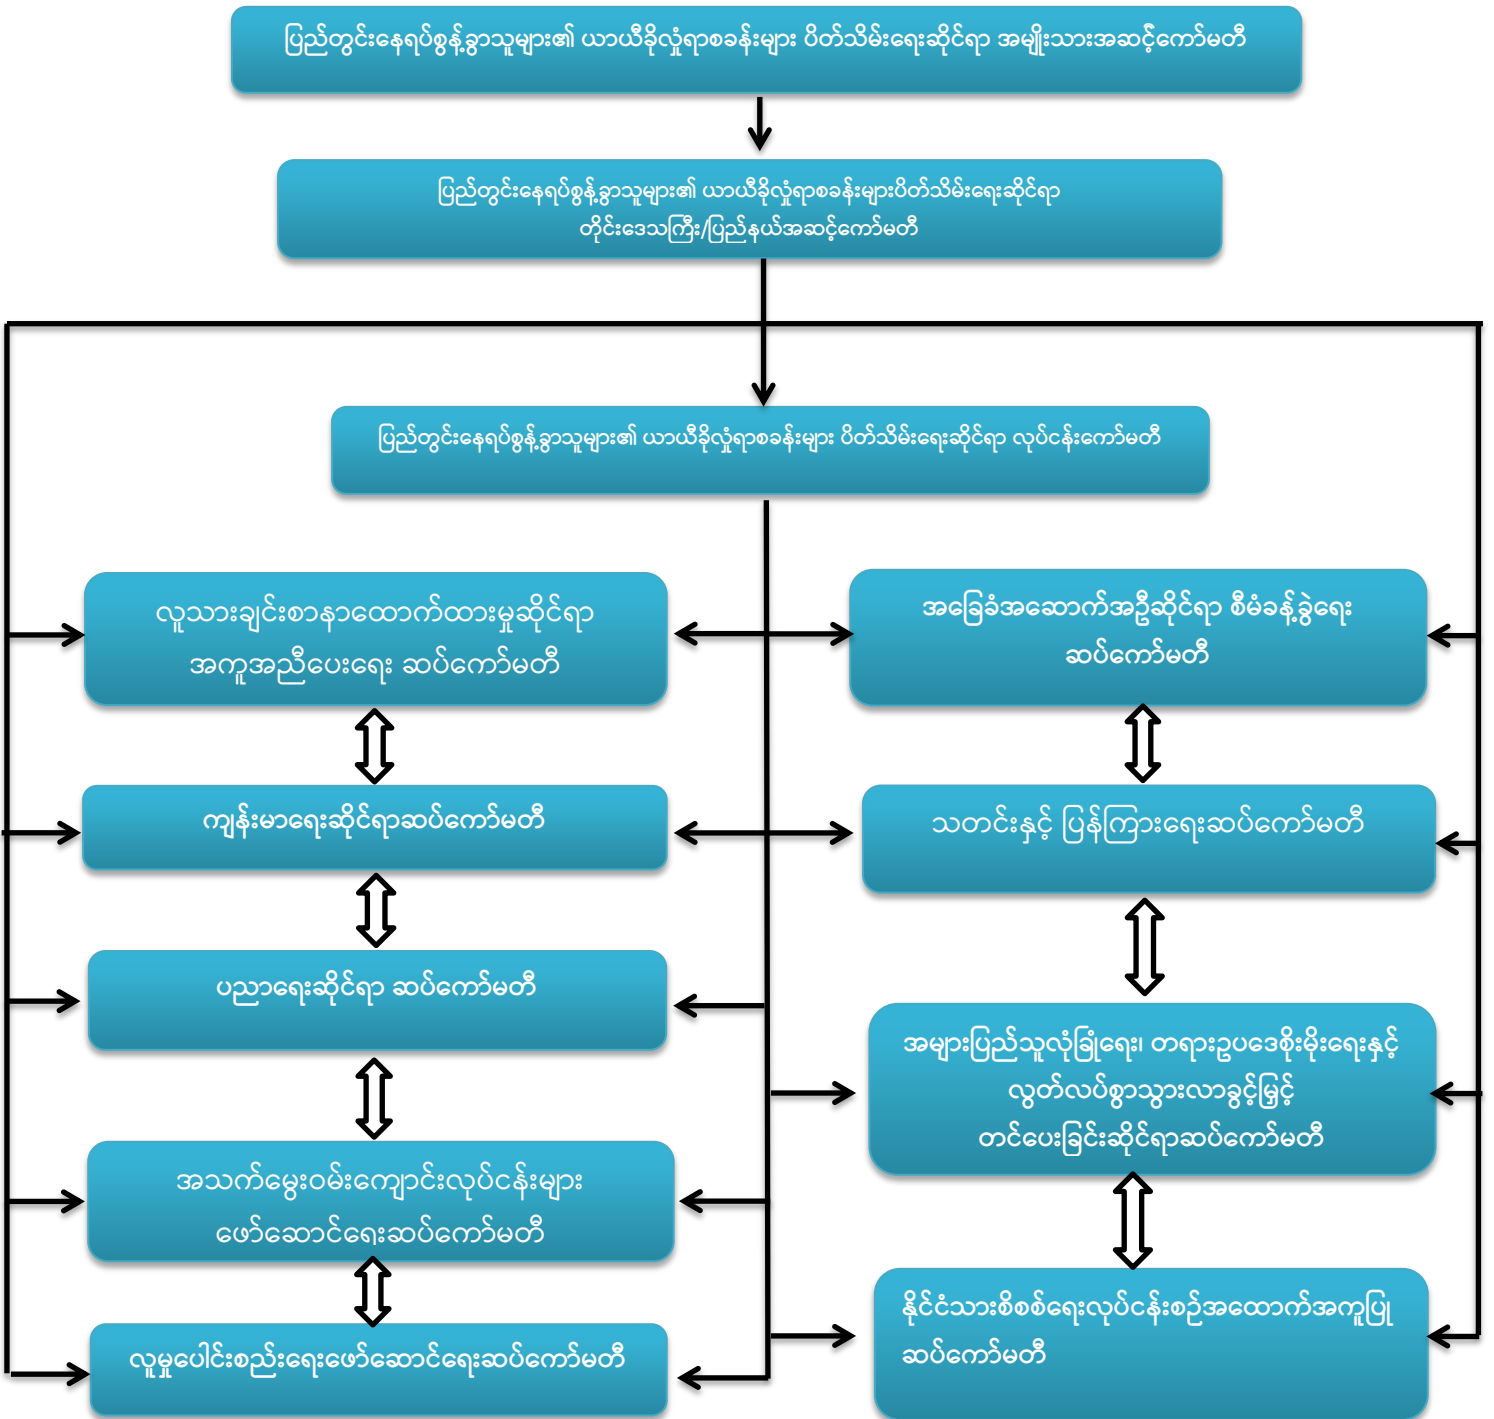 ပြည်တွင်းနေရပ်စွန့်ခွာသူများ၏ ယာယီခိုလှုံရာစခန်းများ ပိတ်သိမ်းရေးဆိုင်ရာ အမျိုးသားအဆင့်ကော်မတီ
ပြည်တွင်းနေရပ်စွန့်ခွာသူများ၏ ယာယီခိုလှုံရာစခန်းများပိတ်သိမ်းရေးဆိုင်ရာ
တိုင်းဒေသကြီး/ပြည်နယ်အဆင့်ကော်မတီ
ပြည်တွင်းနေရပ်စွန့်ခွာသူများ၏ ယာယီခိုလှုံရာစခန်းများ ပိတ်သိမ်းရေးဆိုင်ရာ လုပ်ငန်းကော်မတီ
လူသားချင်းစာနာထောက်ထားမှုဆိုင်ရာ
အကူအညီပေးရေး ဆပ်ကော်မတီ
ကျန်းမာရေးဆိုင်ရာဆပ်ကော်မတီ
ပညာရေးဆိုင်ရာ ဆပ်ကော်မတီ
အသက်မွေးဝမ်းကျောင်းလုပ်ငန်းများ
ဖော်ဆောင်ရေးဆပ်ကော်မတီ
လူမှုပေါင်းစည်းရေးဖော်ဆောင်ရေးဆပ်ကော်မတီ
အခြေခံအဆောက်အဦဆိုင်ရာ စီမံခန့်ခွဲရေး
ဆပ်ကော်မတီ
သတင်းနှင့် ပြန်ကြားရေးဆပ်ကော်မတီ
အများပြည်သူလုံခြုံရေး၊ တရားဥပဒေစိုးမိုးရေးနှင့်
လွတ်လပ်စွာသွားလာခွင့်မြှင့်
တင်ပေးခြင်းဆိုင်ရာဆပ်ကော်မတီ
နိုင်ငံသားစိစစ်ရေးလုပ်ငန်းစဉ်အထောက်အကူပြု
ဆပ်ကော်မတီ